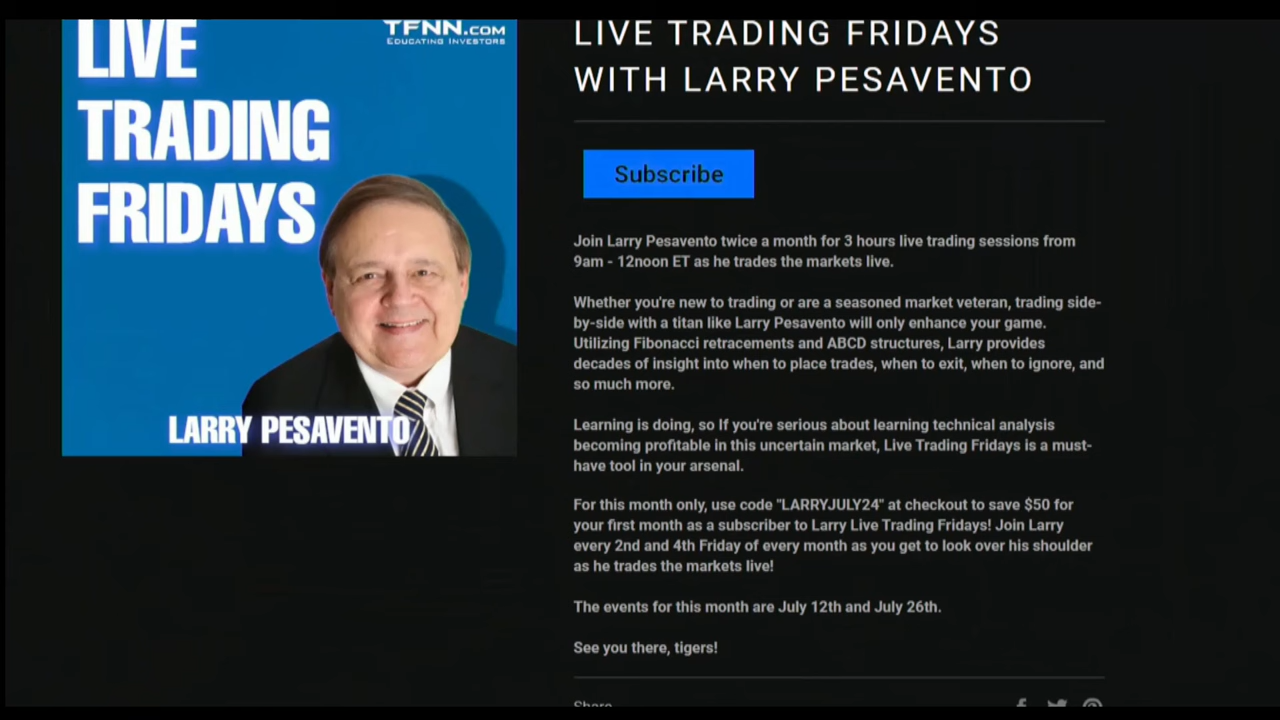 LIVE
TRADING
FRIDAYS
TFNN.COM
EDUCATING INVESTORS
LARRY PESAVENTO
LIVE TRADING FRIDAYS
WITH LARRY PESAVENTO
Subscribe
Join Larry Pesavento twice a month for 3 hours live trading sessions from
9am - 12noon ET as he trades the markets live.
Whether you're new to trading or are a seasoned market veteran, trading side-
by-side with a titan like Larry Pesavento will only enhance your game.
Utilizing Fibonacci retracements and ABCD structures, Larry provides
decades of insight into when to place trades, when to exit, when to ignore, and
so much more.
Learning is doing, so If you're serious about learning technical analysis
becoming profitable in this uncertain market, Live Trading Fridays is a must-
have tool in your arsenal.
For this month only, use code "LARRYJULY24" at checkout to save $50 for
your first month as a subscriber to Larry Live Trading Fridays! Join Larry
every 2nd and 4th Friday of every month as you get to look over his shoulder
as he trades the markets live!
The events for this month are July 12th and July 26th.
See you there, tigers!
Share